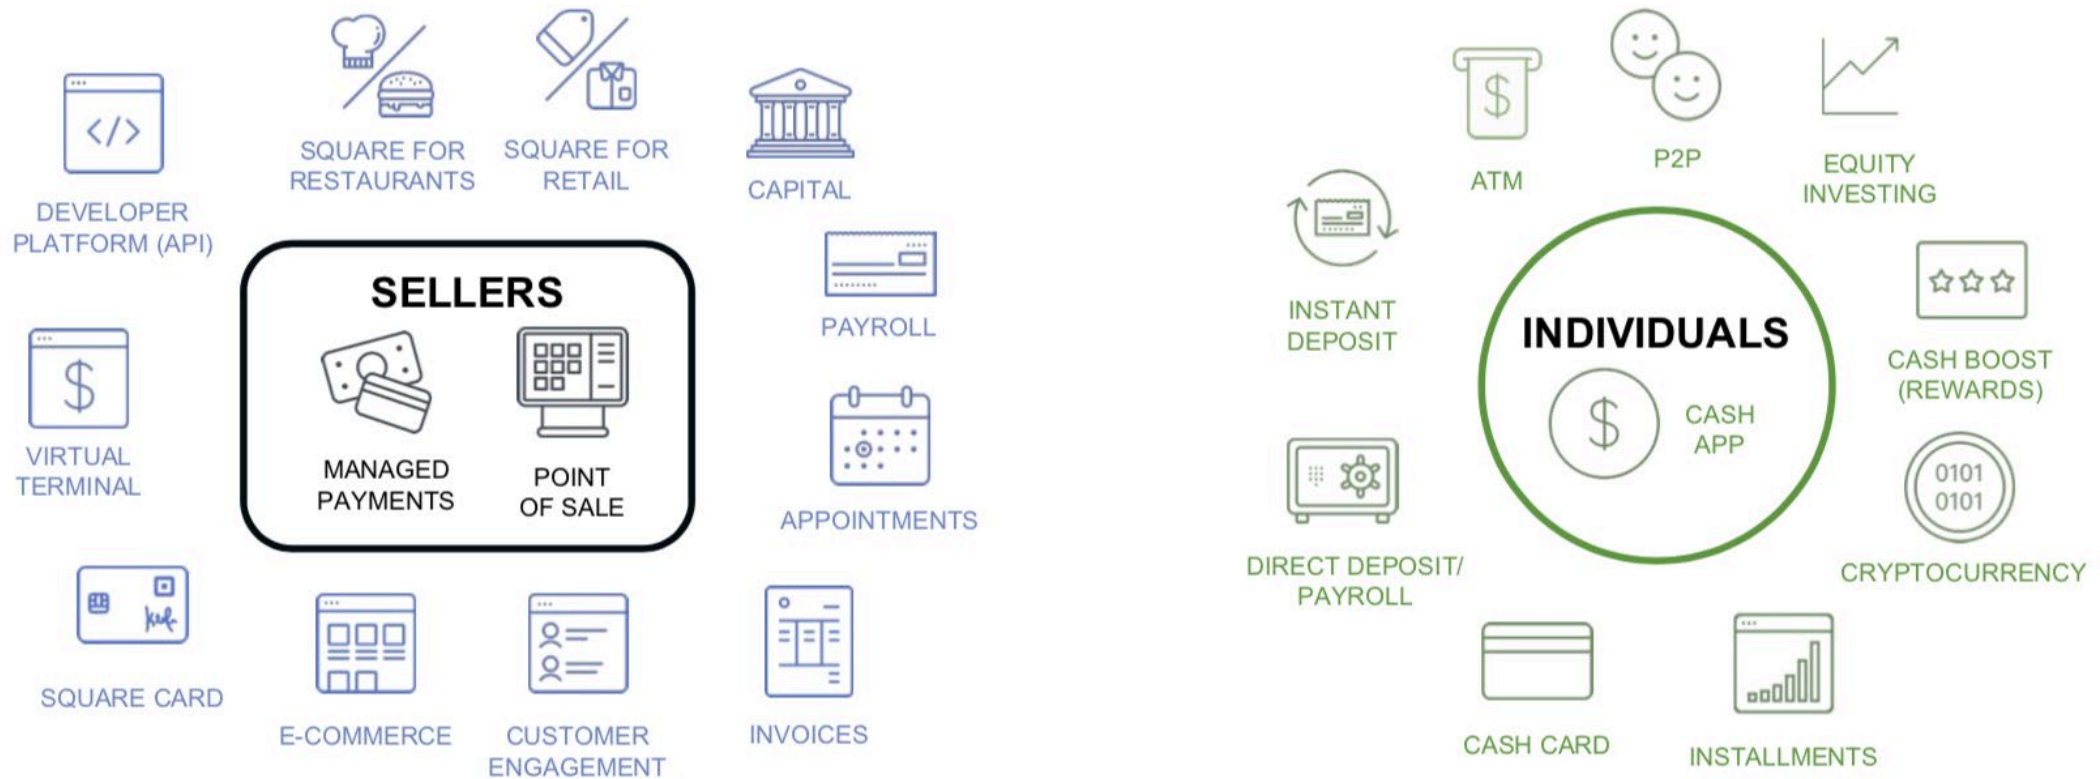 SQUARE FOR
RESTAURANTS
SQUARE FOR
RETAIL
CAPITAL
DEVELOPER
PLATFORM (API)
PAYROLL
SELLERS
MANAGED
PAYMENTS
POINT
OF SALE
VIRTUAL
TERMINAL
APPOINTMENTS
SQUARE CARD
E-COMMERCE
CUSTOMER
ENGAGEMENT
INVOICES
ATM
P2P
EQUITY
INVESTING
INSTANT
DEPOSIT
INDIVIDUALS
$
CASH
APP
CASH BOOST
(REWARDS)
0101
0101
CRYPTOCURRENCY
DIRECT DEPOSIT/
PAYROLL
CASH CARD
INSTALLMENTS